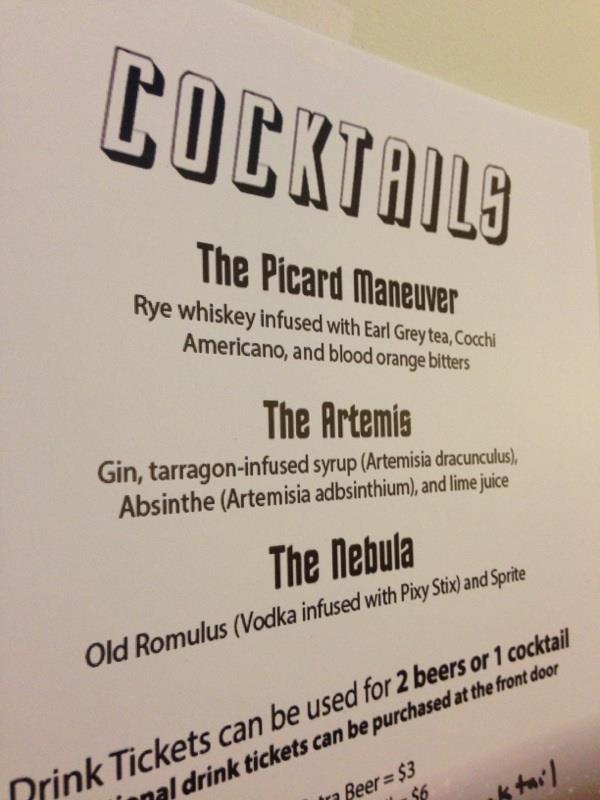 COCKTAILS
The Picard Maneuver
Rye whiskey infused with Earl Grey tea, Cocchi
Americano, and blood orange bitters
The Artemis
Gin, tarragon-infused syrup (Artemisia dracunculus),
Absinthe (Artemisia adbsinthium), and lime juice
The Nebula
Old Romulus (Vodka infused with Pixy Stix) and Sprite
Drink Tickets can be used for 2 beers or 1 cocktail
drink tickets can be purchased at the front door
Beer = $3
$6